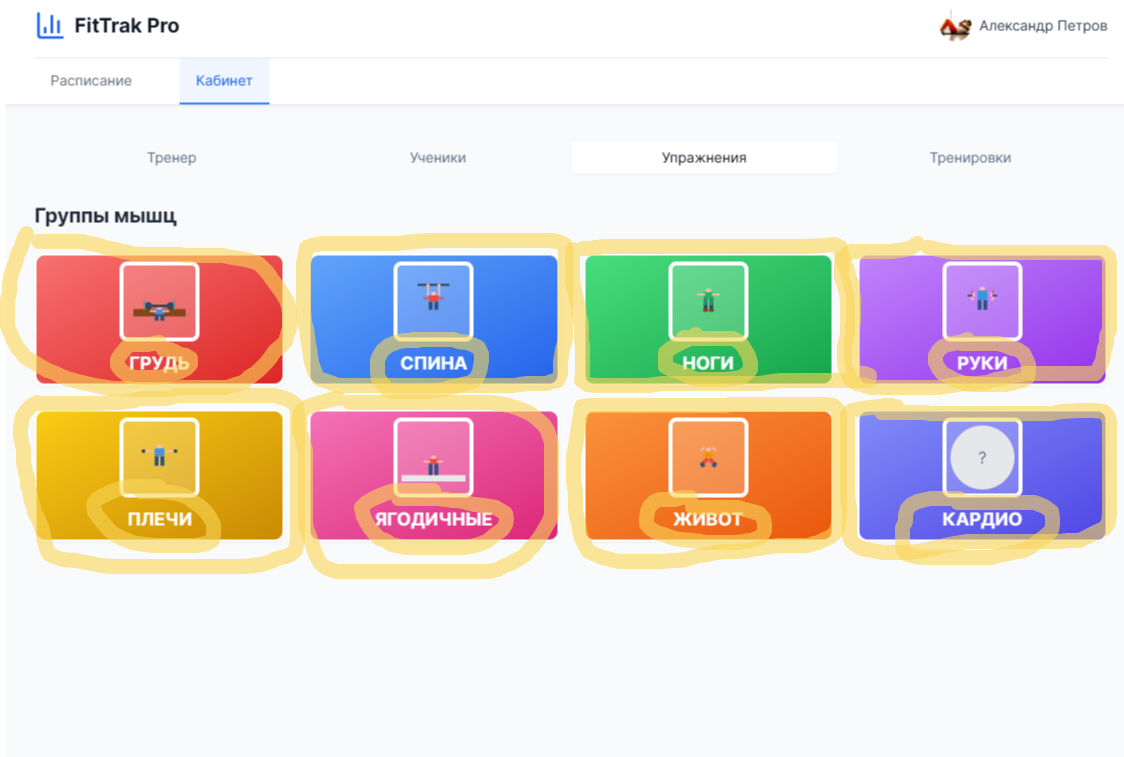 FitTrak Pro
Александр Петров
Расписание
Кабинет
Тренер
Ученики
Упражнения
Тренировки
Группы мышц
ГРУДЬ
СПИНА
НОГИ
РУКИ
?
ПЛЕЧИ
ЯГОДИЧНЫЕ
ЖИВОТ
КАРДИО